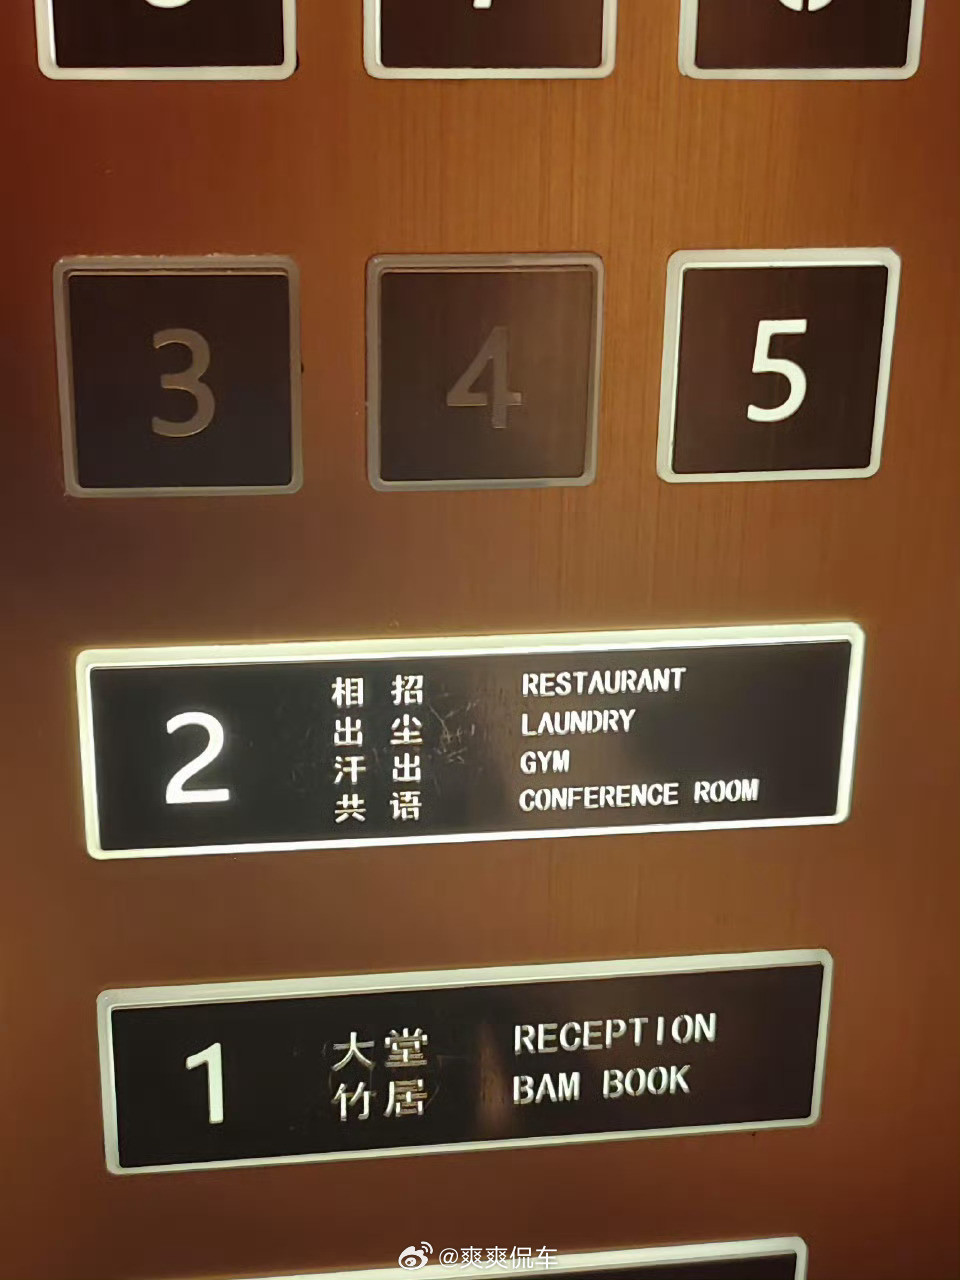 3
4
5
2
相招 RESTAURANT
出尘 LAUNDRY
汗出 GYM
共语 CONFERENCE ROOM
1
大堂 RECEPTION
竹居 BAM BOOK
@爽爽侃车